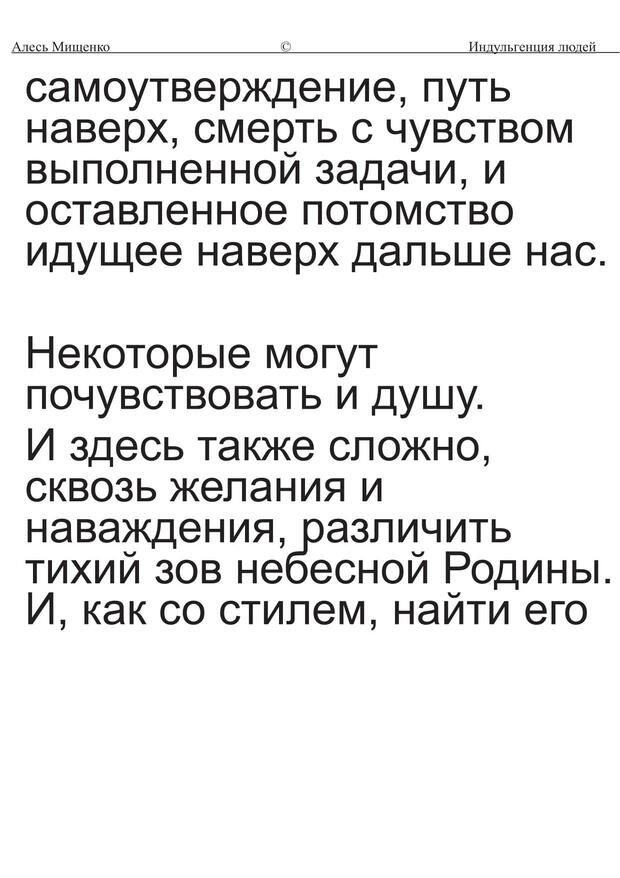 Алесь Мищенко © Индульгенция людей
самоутверждение, путь
наверх, смерть с чувством
выполненной задачи, и
оставленное потомство
идущее наверх дальше нас.
Некоторые могут
почувствовать и душу.
И здесь также сложно,
сквозь желания и
наваждения, различить
тихий зов небесной Родины.
И, как со стилем, найти его